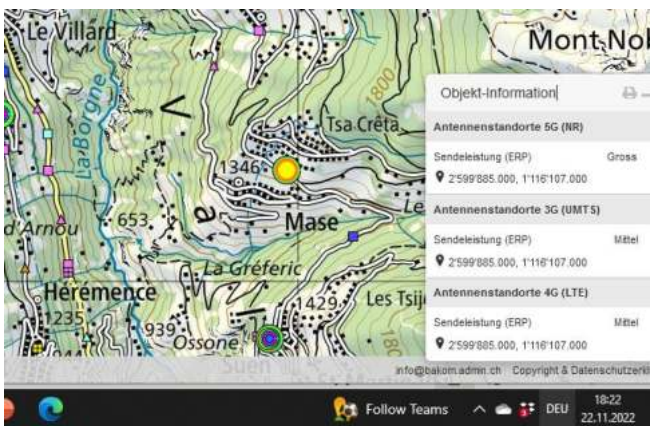 Le Villard
Mont-Nob
La Borgne
1800
V
Tsa Crêta
1346
a
Mase
Le
653
d'Arnou
La Gréferic
Hérémence
1235
939
1429
Les Tsij
Ossone
180
Suen
Objekt-Information
Antennenstandorte 5G (NR)
Sendeleistung (ERP) Gross
2'599'885.000, 1'116'107.000
Antennenstandorte 3G (UMTS)
Sendeleistung (ERP) Mittel
2'599'885.000, 1'116'107.000
Antennenstandorte 4G (LTE)
Sendeleistung (ERP) Mittel
2'599'885.000, 1'116'107.000
info@bakom.admin.ch Copyright & Datenschutzerkl
Follow Teams DEU 18:22
22.11.2022